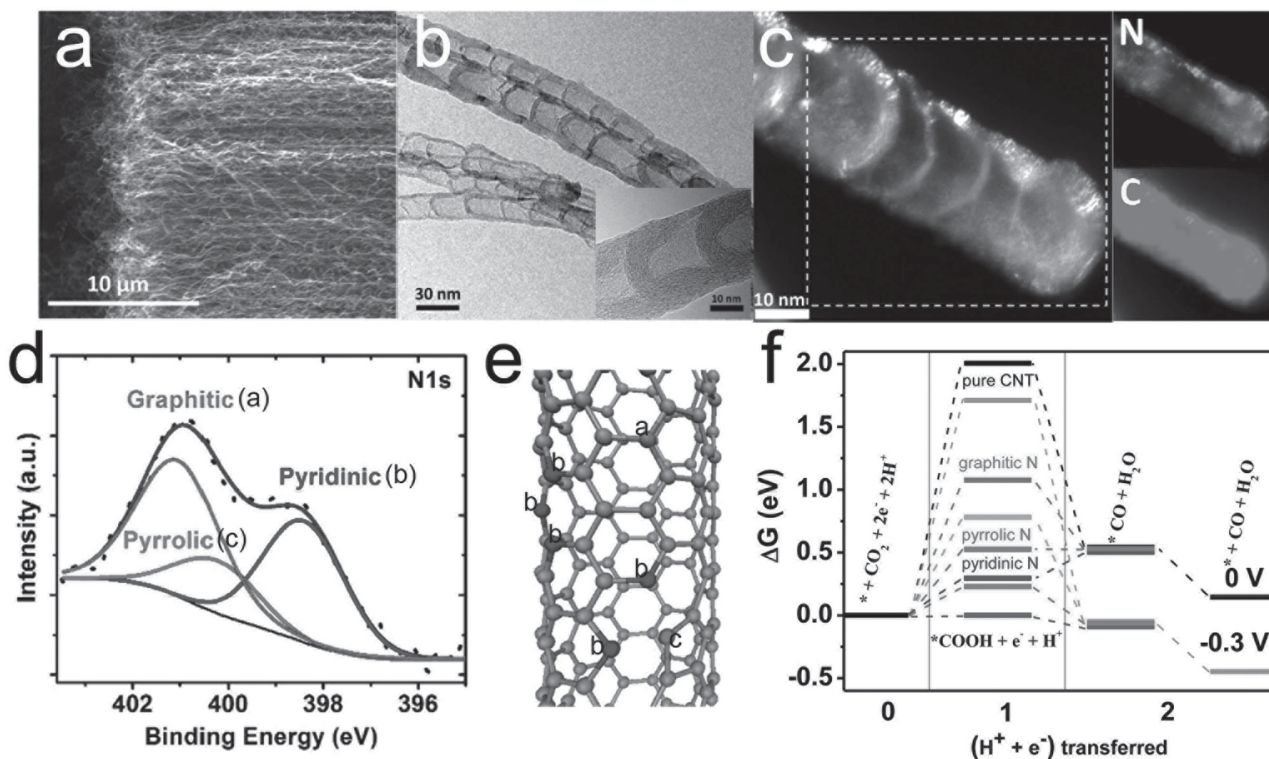 a
10 µm
b
30 nm
10 nm
c
10 nm
N
C
d
N1s
Graphitic (a)
Pyridinic (b)
Pyrrolic (c)
Intensity (a.u.)
402 400 398 396
Binding Energy (eV)
e
a
b
b
b
b
b
c
f
ΔG (eV)
2.0
1.5
1.0
0.5
0.0
-0.5
* + CO₂ + 2e⁻ + 2H⁺
pure CNT
graphitic N
pyrrolic N
pyridinic N
*COOH + e⁻ + H⁺
*CO + H₂O
* + CO + H₂O
0 V
-0.3 V
0 1 2
(H⁺ + e⁻) transferred